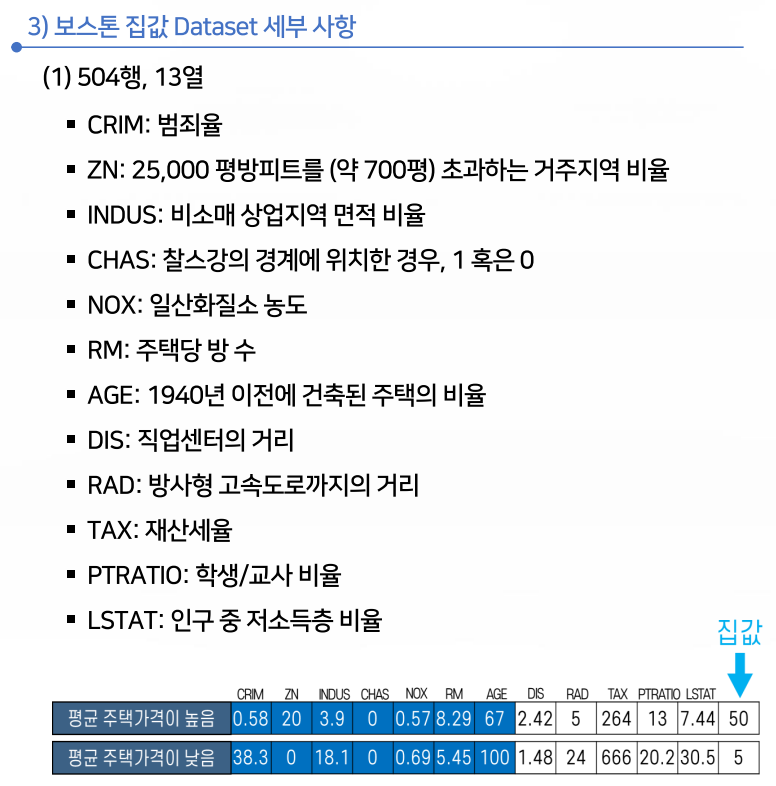 3) 보스톤 집값 Dataset 세부 사항
(1) 504행, 13열
▪ CRIM: 범죄율
▪ ZN: 25,000 평방피트를 (약 700평) 초과하는 거주지역 비율
▪ INDUS: 비소매 상업지역 면적 비율
▪ CHAS: 찰스강의 경계에 위치한 경우, 1 혹은 0
▪ NOX: 일산화질소 농도
▪ RM: 주택당 방 수
▪ AGE: 1940년 이전에 건축된 주택의 비율
▪ DIS: 직업센터의 거리
▪ RAD: 방사형 고속도로까지의 거리
▪ TAX: 재산세율
▪ PTRATIO: 학생/교사 비율
▪ LSTAT: 인구 중 저소득층 비율
집값
CRIM ZN INDUS CHAS NOX RM AGE DIS RAD TAX PTRATIO LSTAT
평균 주택가격이 높음 0.58 20 3.9 0 0.57 8.29 67 2.42 5 264 13 7.44 50
평균 주택가격이 낮음 38.3 0 18.1 0 0.69 5.45 100 1.48 24 666 20.2 30.5 5